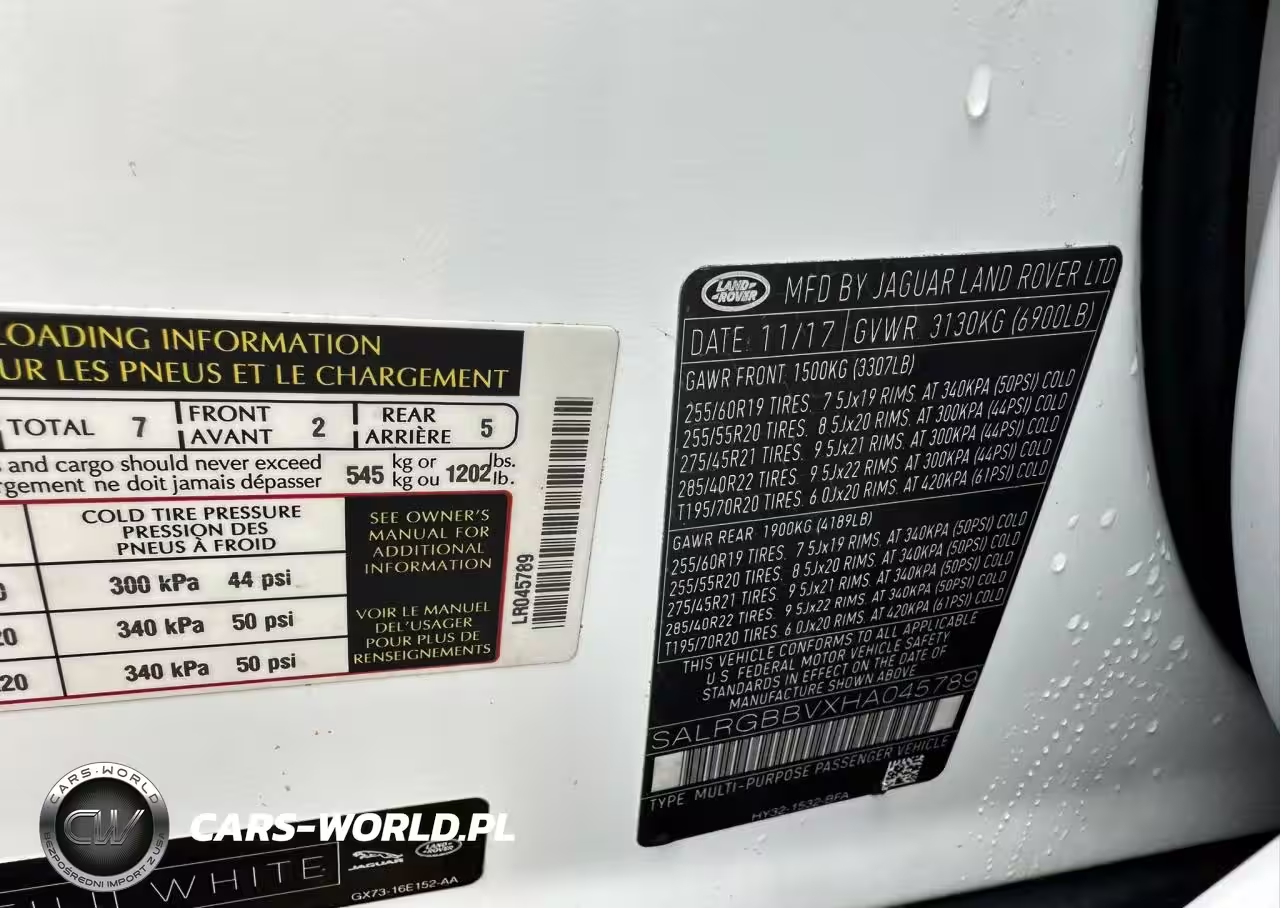 LOADING INFORMATION
UR LES PNEUS ET LE CHARGEMENT
TOTAL 7
FRONT
AVANT 2
REAR
ARRIÈRE 5
and cargo should never exceed
gement ne doit jamais dépasser
545 kg or 1202 lbs.
kg ou lb.
COLD TIRE PRESSURE
PRESSION DES
PNEUS À FROID
300 kPa 44 psi
20 340 kPa 50 psi
20 340 kPa 50 psi
SEE OWNER'S
MANUAL FOR
ADDITIONAL
INFORMATION
VOIR LE MANUEL
DEL'USAGER
POUR PLUS DE
RENSEIGNEMENTS
LR045789
LAND-
-ROVER
MFD BY JAGUAR LAND ROVER LTD
DATE: 11/17 GVWR 3130KG (6900LB)
GAWR FRONT 1500KG (3307LB)
255/60R19 TIRES. 7 5Jx19 RIMS. AT 340KPA (50PSI) COLD
255/55R20 TIRES. 8 5Jx20 RIMS. AT 300KPA (44PSI) COLD
275/45R21 TIRES. 9 5Jx21 RIMS. AT 300KPA (44PSI) COLD
285/40R22 TIRES. 9 5Jx22 RIMS. AT 300KPA (44PSI) COLD
T195/70R20 TIRES. 6 0Jx20 RIMS. AT 420KPA (61PSI) COLD
GAWR REAR 1900KG (4189LB)
255/60R19 TIRES. 7 5Jx19 RIMS. AT 340KPA (50PSI) COLD
255/55R20 TIRES. 8 5Jx20 RIMS. AT 340KPA (50PSI) COLD
275/45R21 TIRES. 9 5Jx21 RIMS. AT 340KPA (50PSI) COLD
285/40R22 TIRES. 9 5Jx22 RIMS. AT 340KPA (50PSI) COLD
T195/70R20 TIRES. 6 0Jx20 RIMS. AT 420KPA (61PSI) COLD
THIS VEHICLE CONFORMS TO ALL APPLICABLE
U S FEDERAL MOTOR VEHICLE SAFETY
STANDARDS IN EFFECT ON THE DATE OF
MANUFACTURE SHOWN ABOVE
SALRGBBVXHA045789
TYPE MULTI-PURPOSE PASSENGER VEHICLE
HY32-1532-BFA
WHITE
JAGUAR
LAND-
-ROVER
GX73-16E152-AA
CARS-WORLD
CW
BEZPOŚREDNI IMPORT Z USA
CARS-WORLD.PL